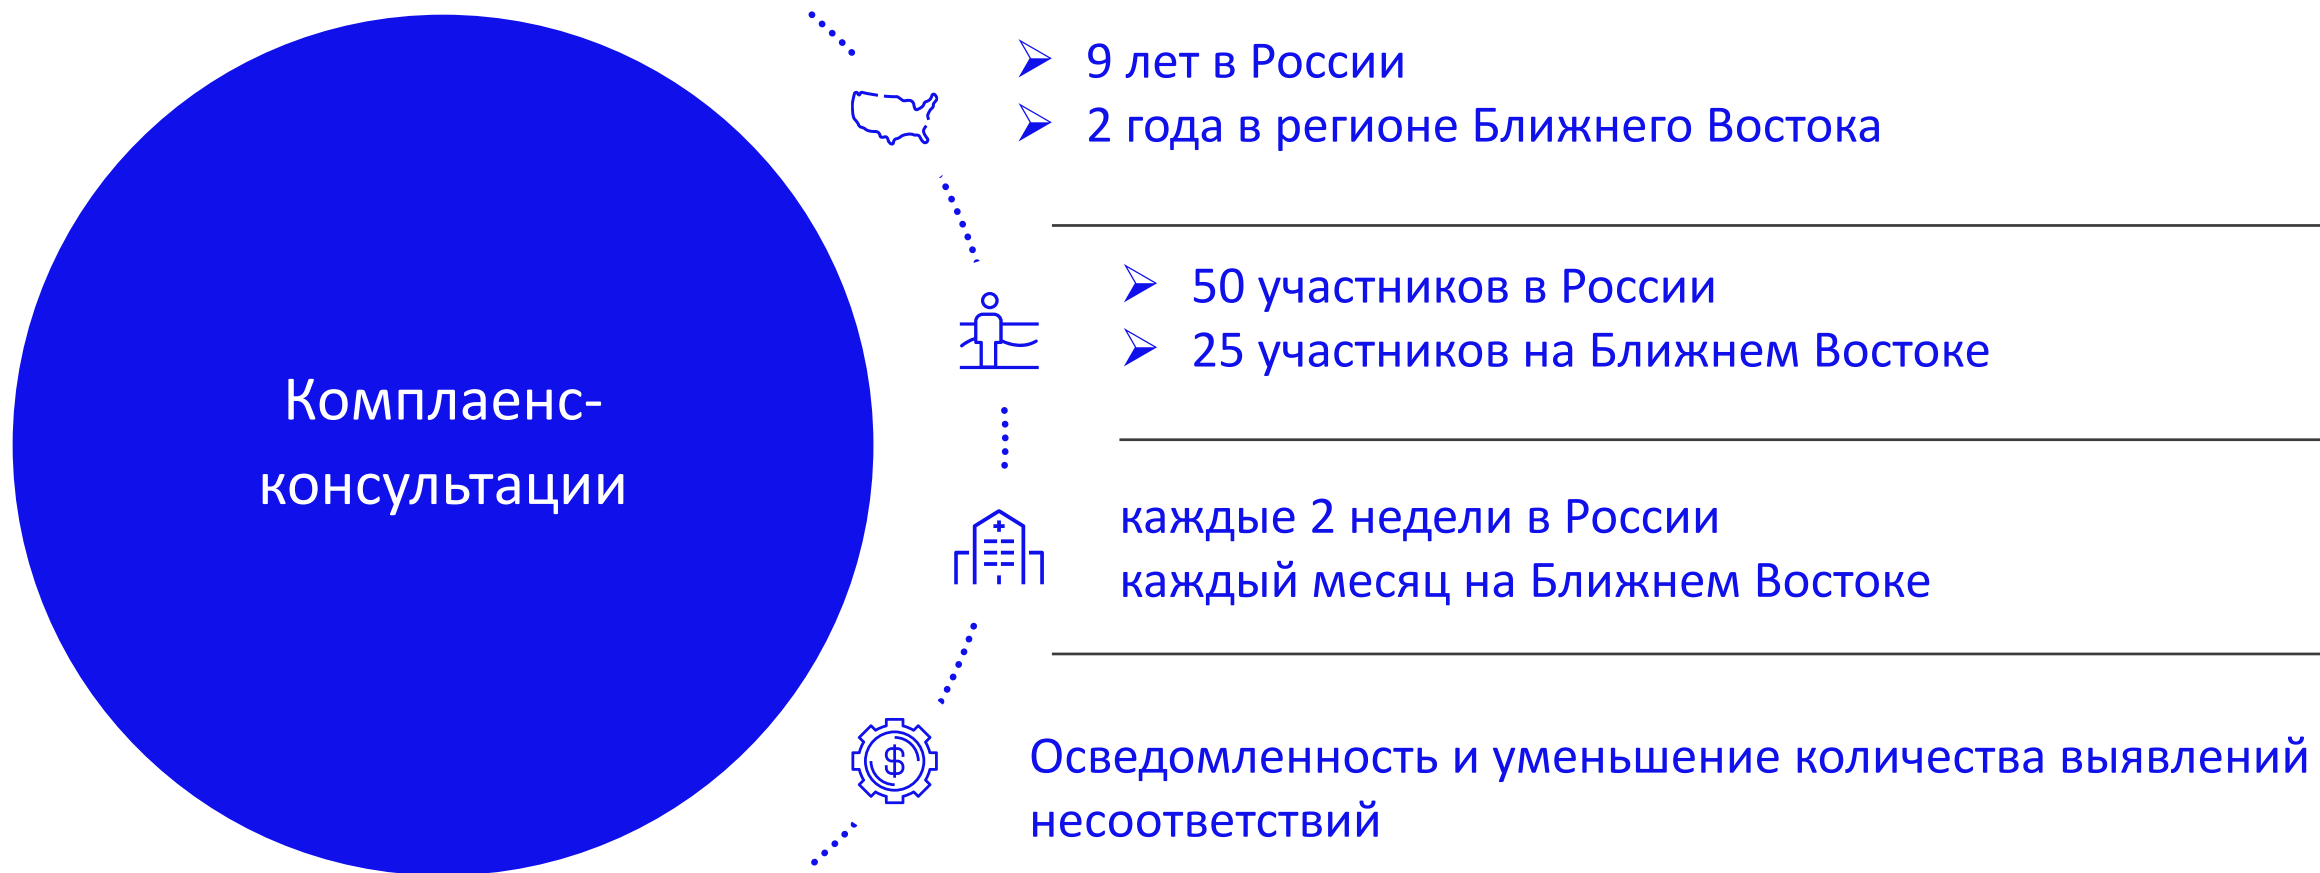 Комплаенс-
консультации
9 лет в России
2 года в регионе Ближнего Востока
50 участников в России
25 участников на Ближнем Востоке
каждые 2 недели в России
каждый месяц на Ближнем Востоке
$
Осведомленность и уменьшение количества выявлений
несоответствий